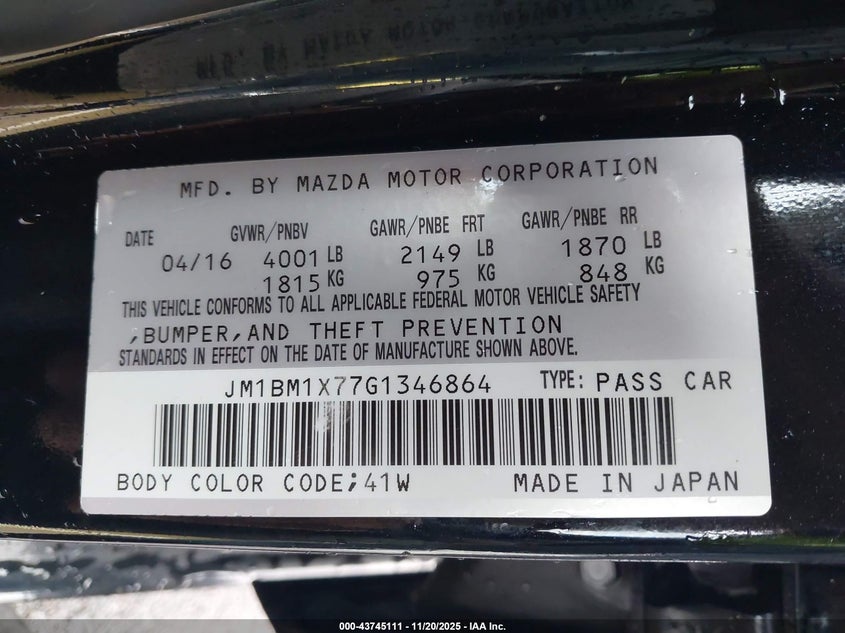 MFD. BY MAZDA MOTOR CORPORATION
DATE GVWR/PNBV GAWR/PNBE FRT GAWR/PNBE RR
04/16 4001 LB 2149 LB 1870 LB
1815 KG 975 KG 848 KG
THIS VEHICLE CONFORMS TO ALL APPLICABLE FEDERAL MOTOR VEHICLE SAFETY
,BUMPER,AND THEFT PREVENTION
STANDARDS IN EFFECT ON THE DATE OF MANUFACTURE SHOWN ABOVE.
JM1BM1X77G1346864 TYPE: PASS CAR
BODY COLOR CODE;41W MADE IN JAPAN
000-43745111 - 11/20/2025 - IAA Inc.